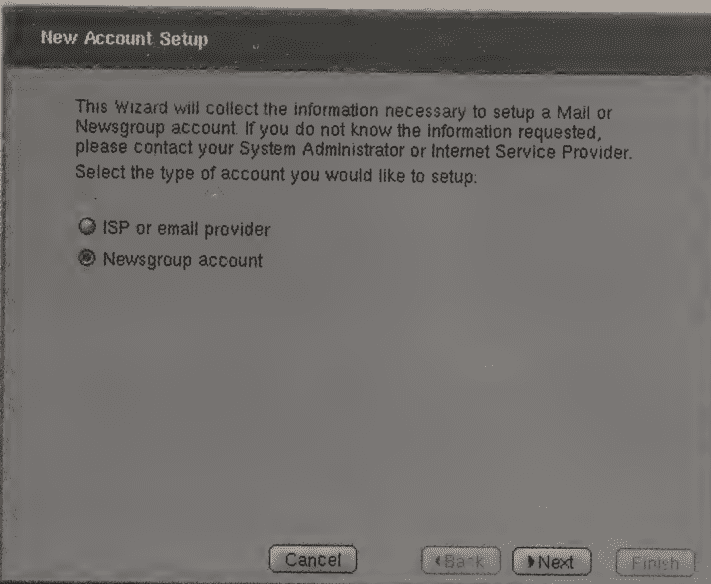 New Account Setup
This Wizard will collect the information necessary to setup a Mail or
Newsgroup account. If you do not know the information requested,
please contact your System Administrator or Internet Service Provider.
Select the type of account you would like to setup:
ISP or email provider
Newsgroup account
Cancel
Back
Next
Finish